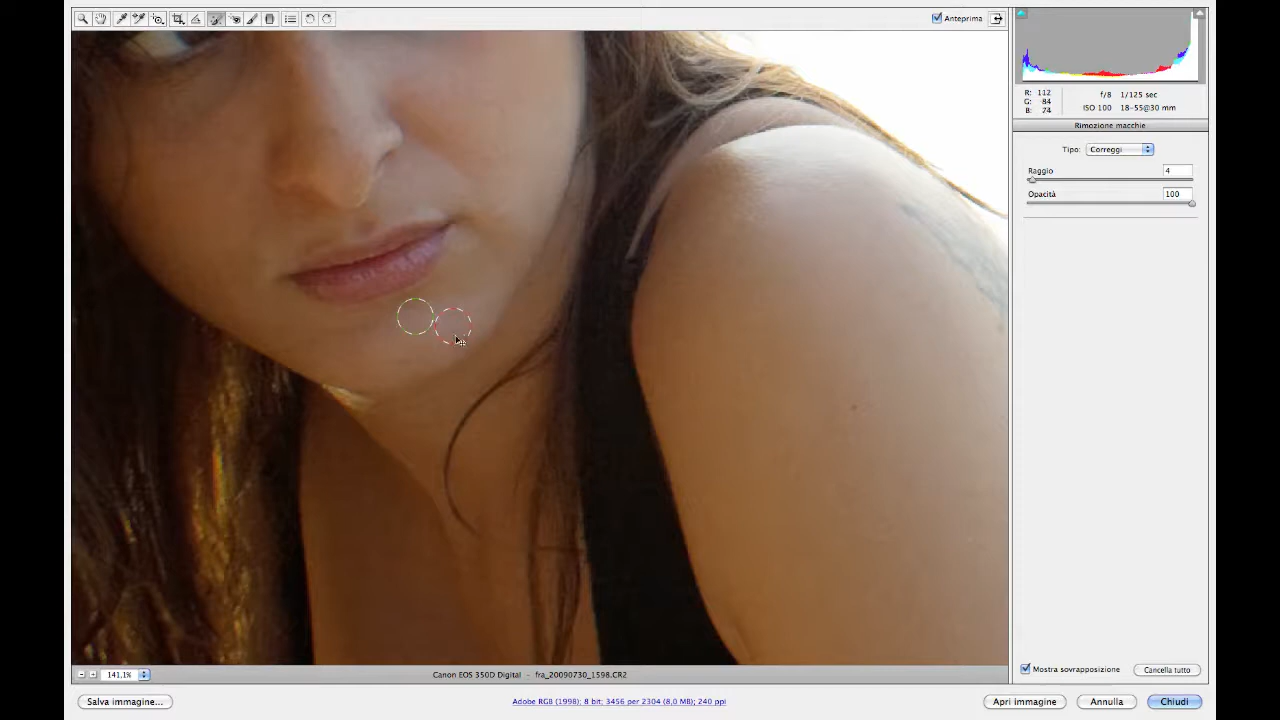 Anteprima
R: 112
G: 84
B: 74
f/8 1/125 sec
ISO 100 18-55@30 mm
Rimozione macchie
Tipo: Correggi
Raggio 4
Opacità 100
Mostra sovrapposizione
Cancella tutto
141,1%
Canon EOS 350D Digital - fra_20090730_1598.CR2
Salva immagine...
Adobe RGB (1998); 8 bit; 3456 per 2304 (8,0 MB); 240 ppi
Apri immagine
Annulla
Chiudi